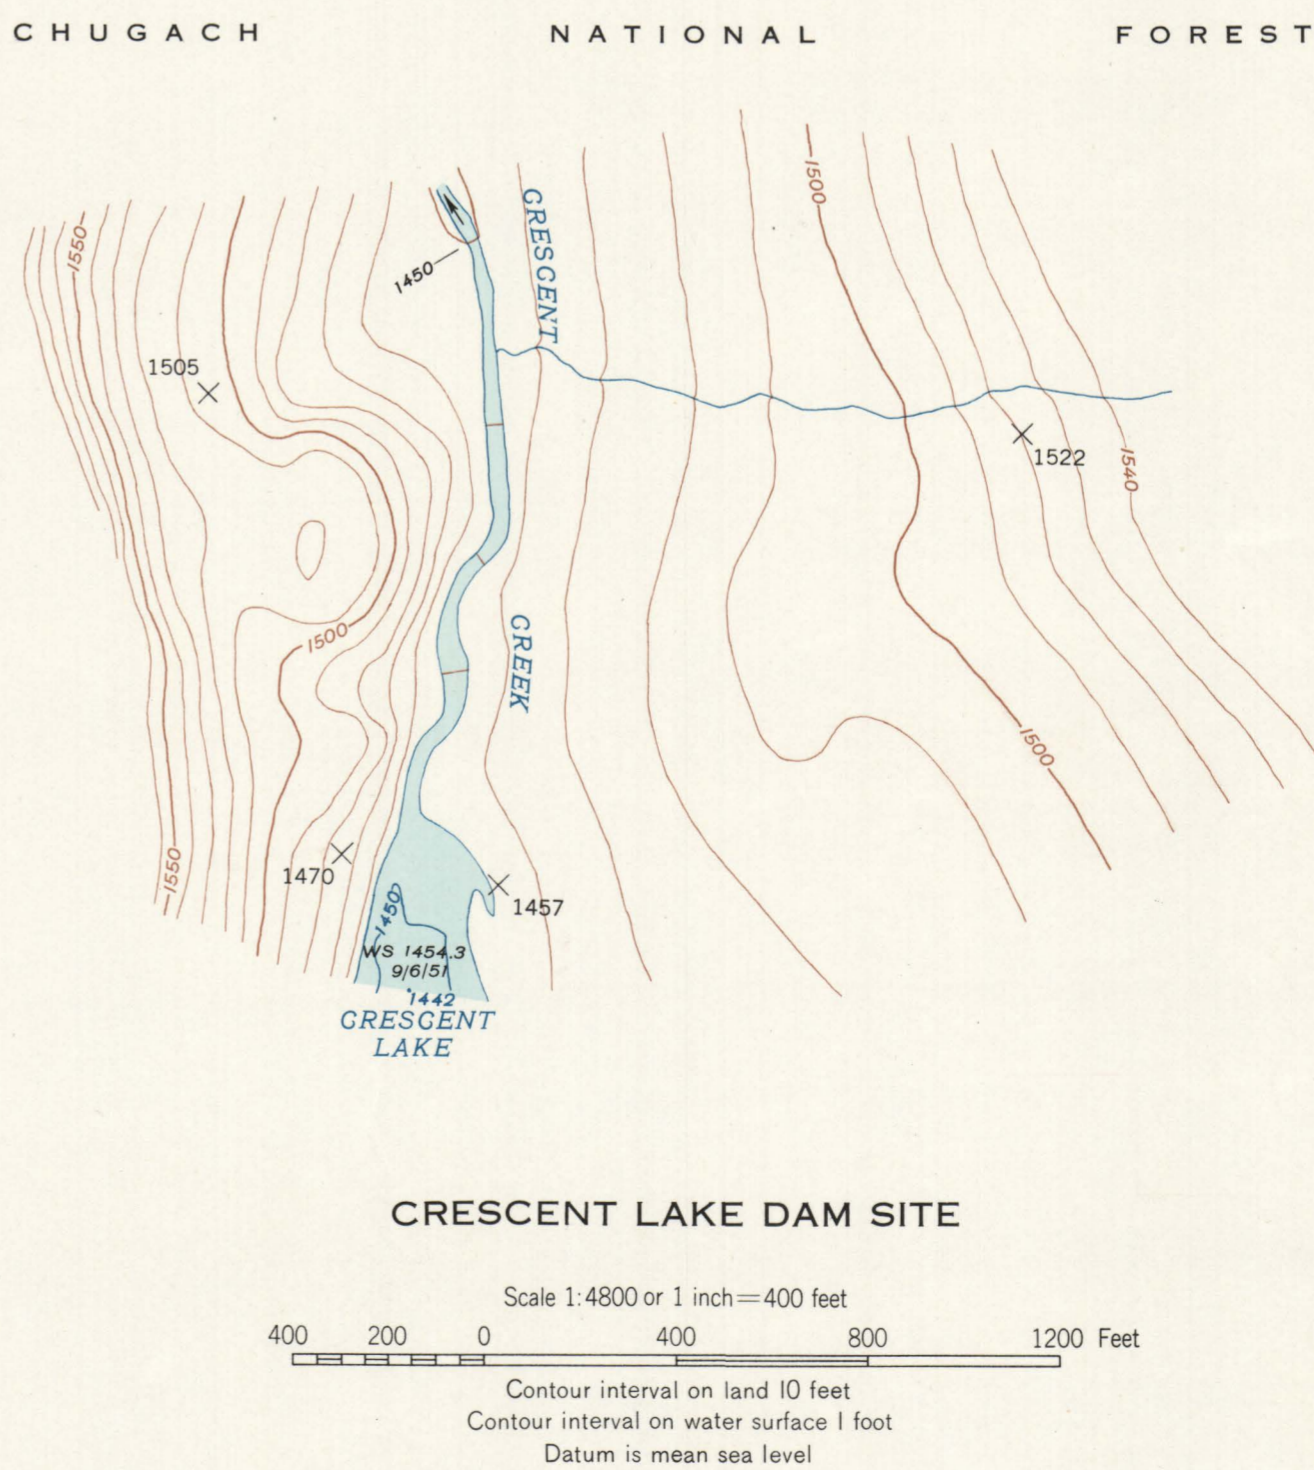 CHUGACH NATIONAL FOREST
1500
1550
CRESCENT
1450
1505
1522
1540
1500
CREEK
1500
1550
1470
1457
1450
WS 1454.3
9/6/51
1442
CRESCENT
LAKE
CRESCENT LAKE DAM SITE
Scale 1:4800 or 1 inch=400 feet
400 200 0 400 800 1200 Feet
Contour interval on land 10 feet
Contour interval on water surface 1 foot
Datum is mean sea level